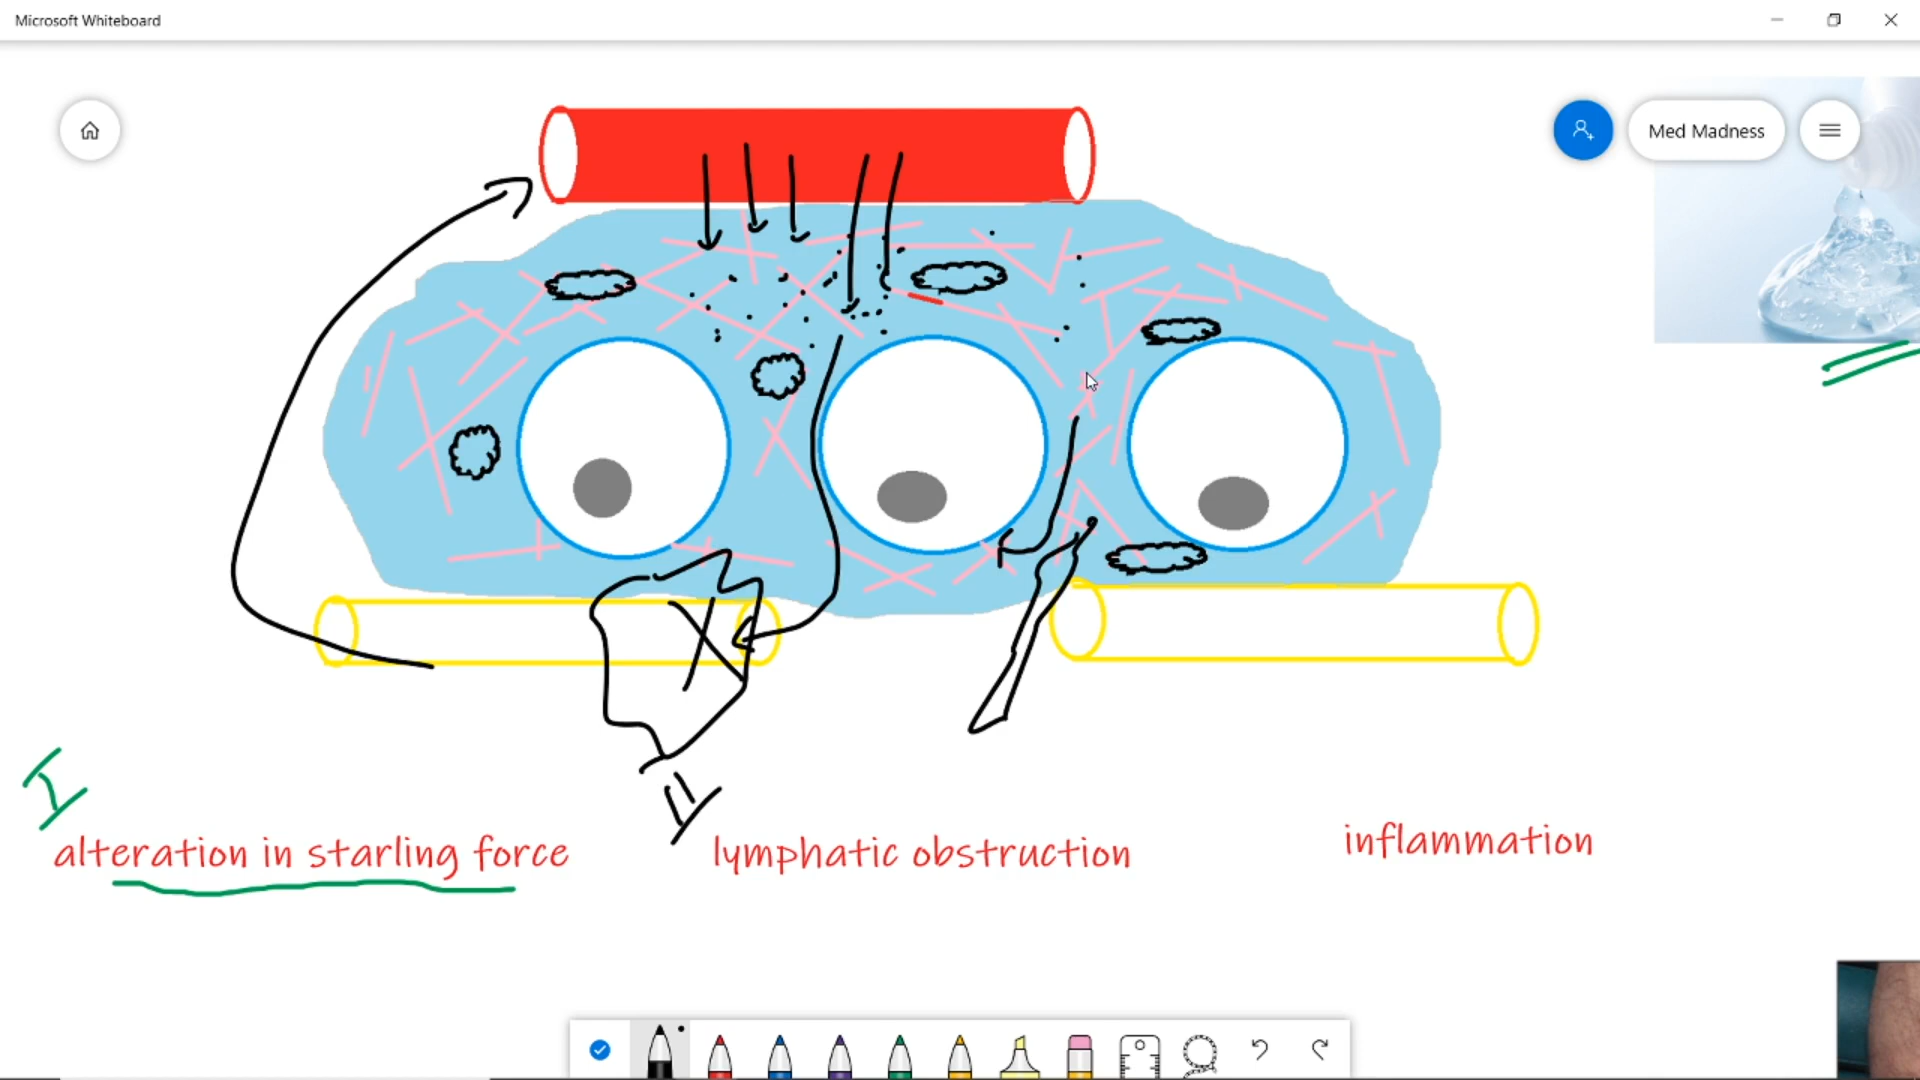 Microsoft Whiteboard
Med Madness
I
alteration in starling force
II
lymphatic obstruction
inflammation